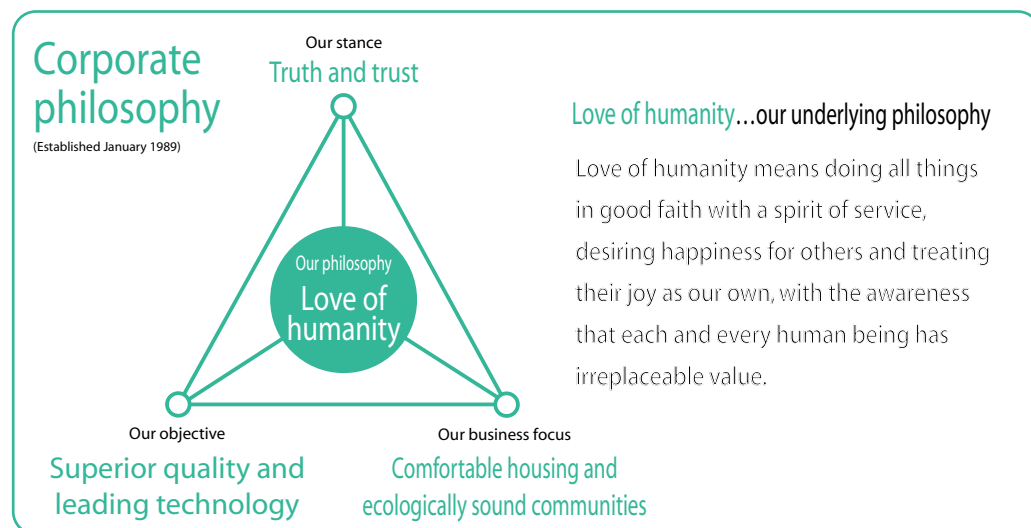 Corporate
philosophy
(Established January 1989)
Our stance
Truth and trust
Our philosophy
Love of
humanity
Our objective
Superior quality and
leading technology
Our business focus
Comfortable housing and
ecologically sound communities
Love of humanity…our underlying philosophy
Love of humanity means doing all things
in good faith with a spirit of service,
desiring happiness for others and treating
their joy as our own, with the awareness
that each and every human being has
irreplaceable value.